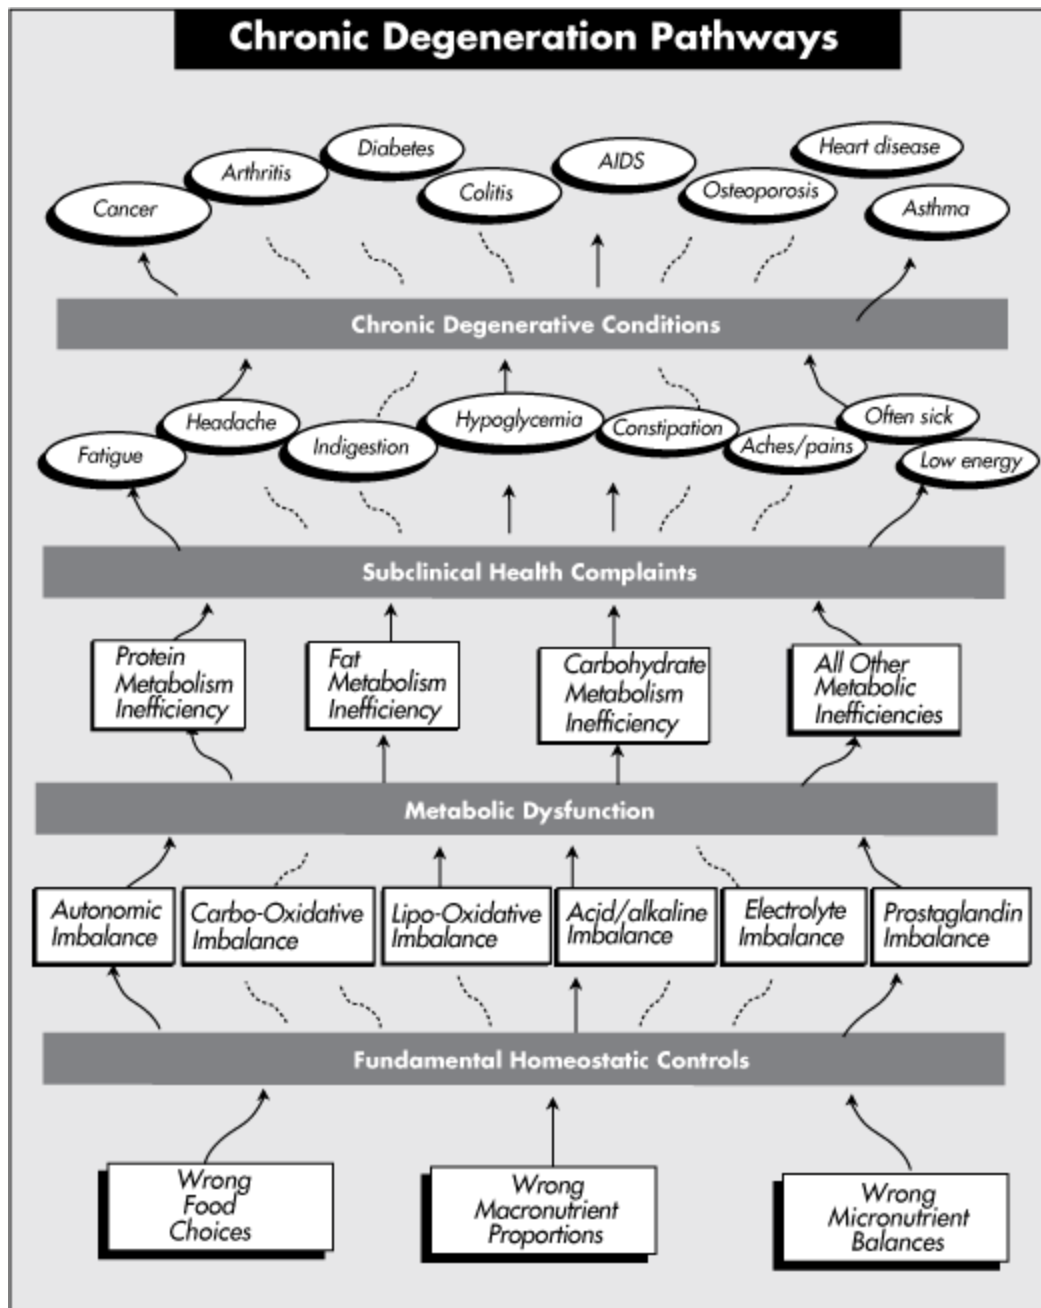 Chronic Degeneration Pathways
Cancer
Arthritis
Diabetes
Colitis
AIDS
Osteoporosis
Heart disease
Asthma
Chronic Degenerative Conditions
Fatigue
Headache
Indigestion
Hypoglycemia
Constipation
Aches/pains
Often sick
Low energy
Subclinical Health Complaints
Protein
Metabolism
Inefficiency
Fat
Metabolism
Inefficiency
Carbohydrate
Metabolism
Inefficiency
All Other
Metabolic
Inefficiencies
Metabolic Dysfunction
Autonomic
Imbalance
Carbo-Oxidative
Imbalance
Lipo-Oxidative
Imbalance
Acid/alkaline
Imbalance
Electrolyte
Imbalance
Prostaglandin
Imbalance
Fundamental Homeostatic Controls
Wrong
Food
Choices
Wrong
Macronutrient
Proportions
Wrong
Micronutrient
Balances